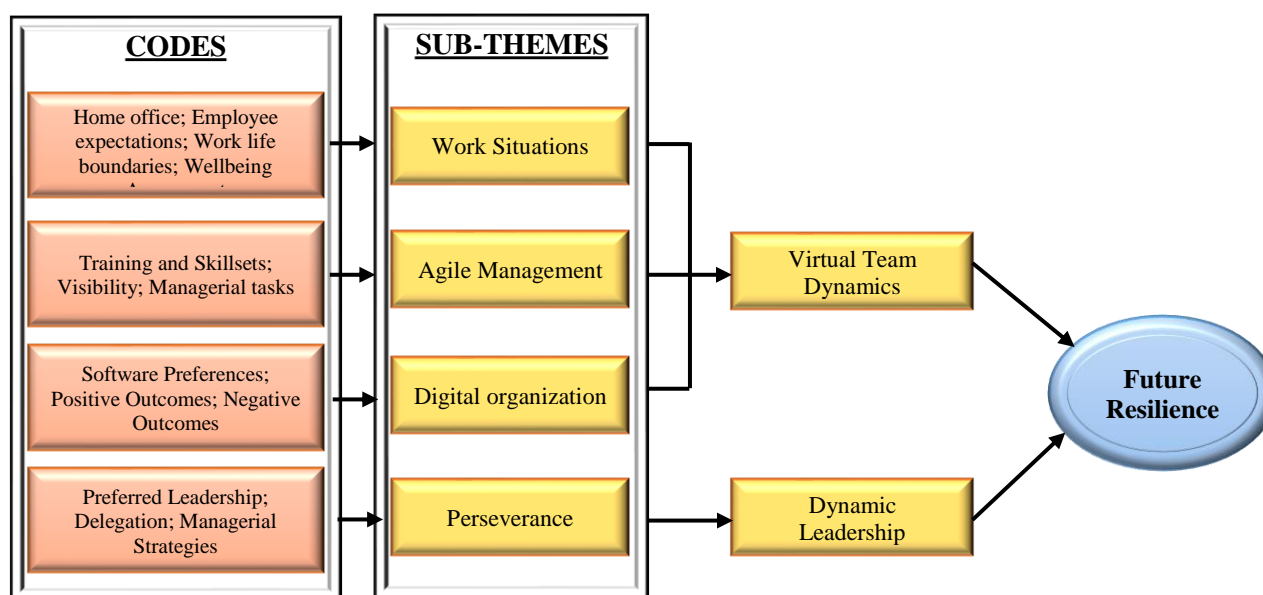 CODES
Home office; Employee
expectations; Work life
boundaries; Wellbeing
Training and Skillsets;
Visibility; Managerial tasks
Software Preferences;
Positive Outcomes; Negative
Outcomes
Preferred Leadership;
Delegation; Managerial
Strategies
SUB-THEMES
Work Situations
Agile Management
Digital organization
Perseverance
Virtual Team
Dynamics
Dynamic
Leadership
Future
Resilience